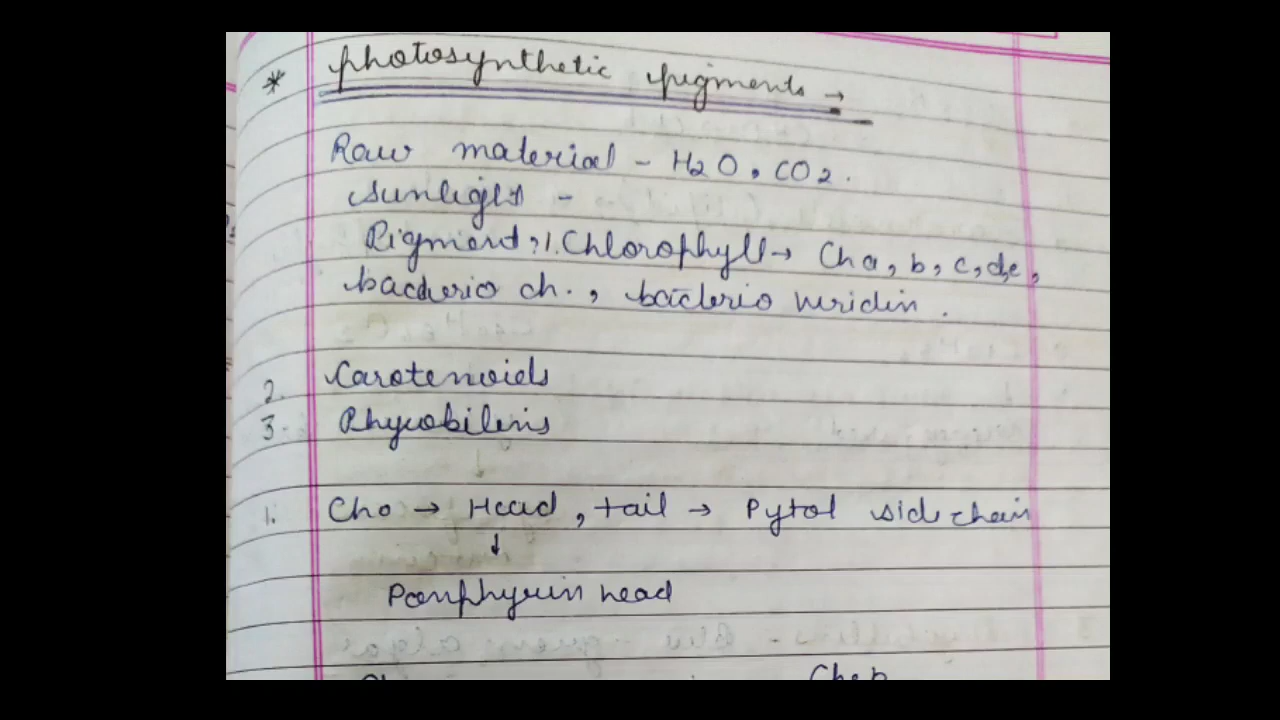 * Photosynthetic pigments →
Raw material - H2O, CO2.
Sunlight -
Pigment ; 1. Chlorophyll → Ch a, b, c, d, e,
bacterio ch. , bacterio viridin .
2. Carotenoids
3. Phycobilins
1. Cho → Head, tail → Pytol side chain
↓
Porphyrin head
Ch b